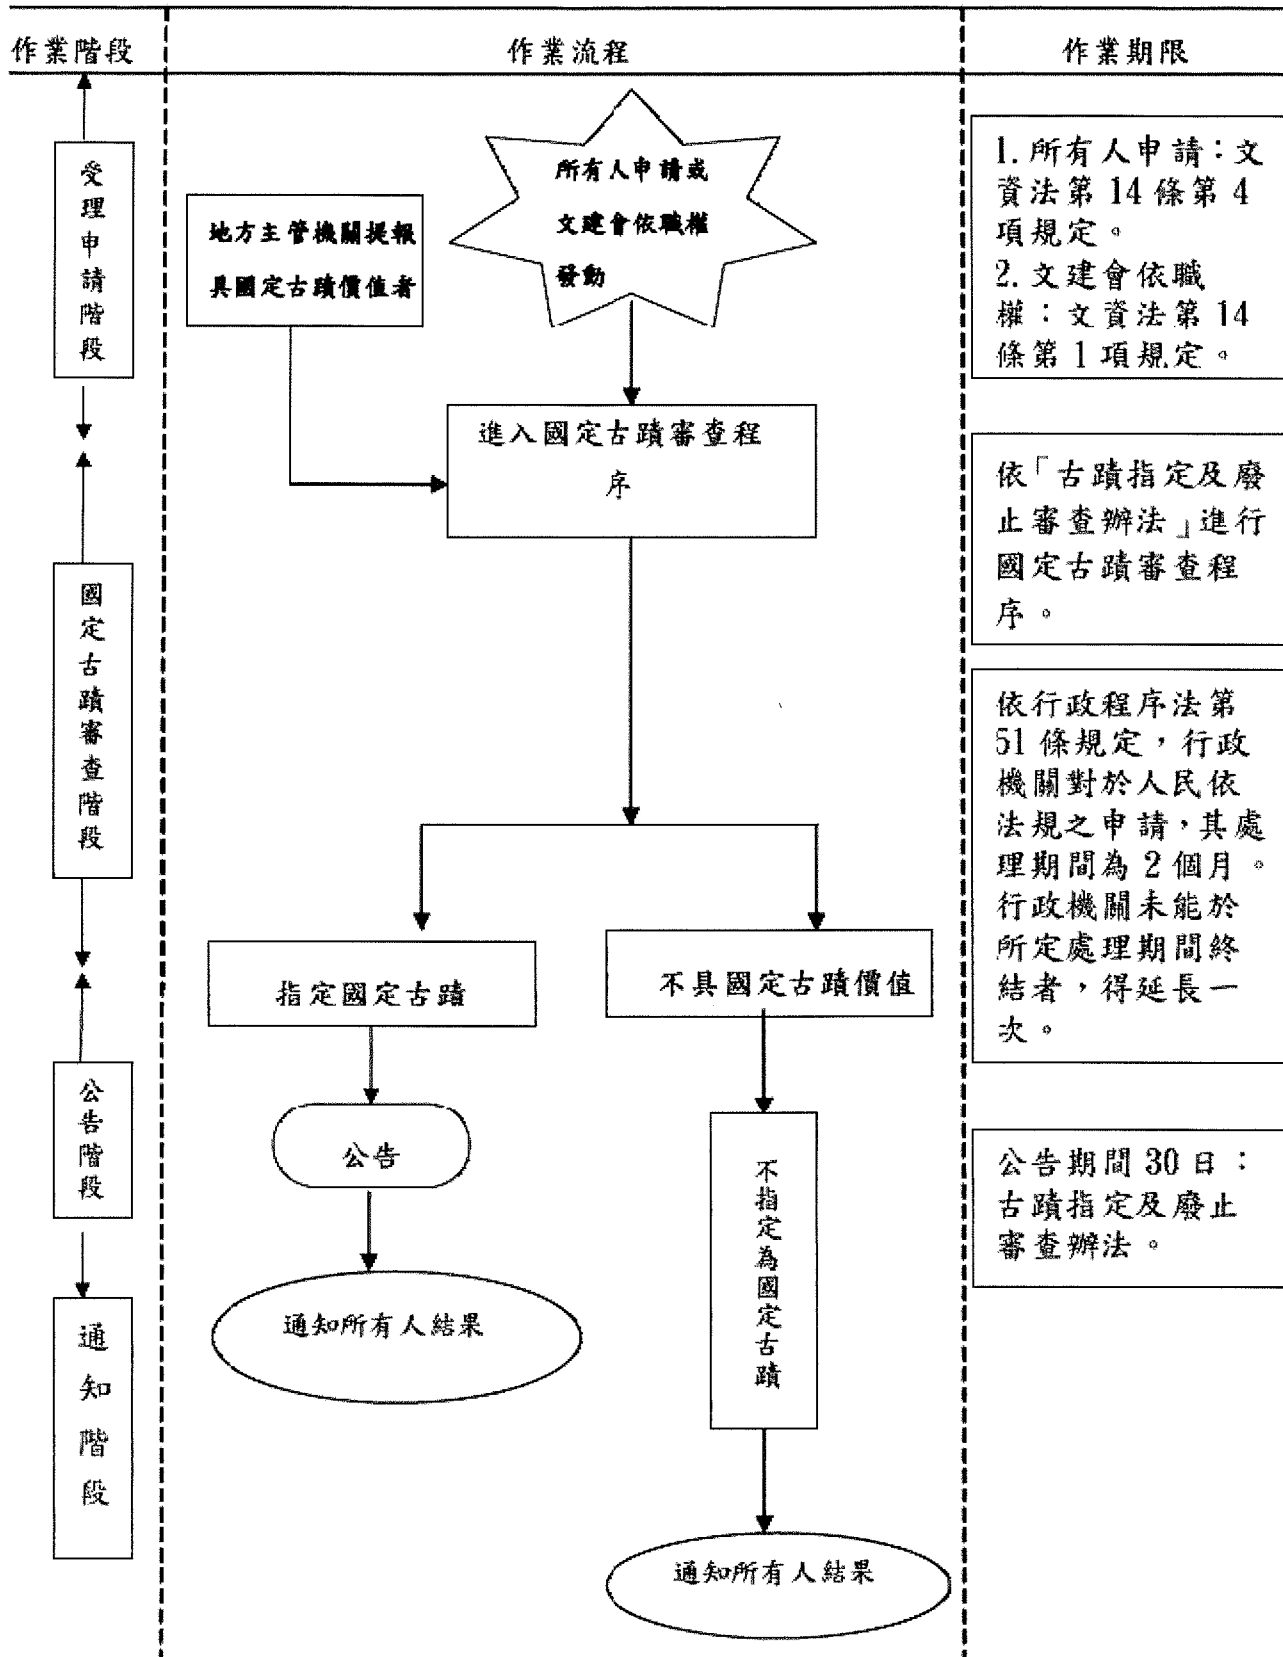 作業階段
作業流程
作業期限
受理申請階段
地方主管機關提報
具國定古蹟價值者
所有人申請或
文建會依職權
發動
1. 所有人申請：文
資法第 14 條第 4
項規定。
2. 文建會依職
權：文資法第 14
條第 1 項規定。
進入國定古蹟審查程
序
依「古蹟指定及廢
止審查辦法」進行
國定古蹟審查程
序。
國定古蹟審查階段
依行政程序法第
51 條規定，行政
機關對於人民依
法規之申請，其處
理期間為 2 個月。
行政機關未能於
所定處理期間終
結者，得延長一
次。
指定國定古蹟
不具國定古蹟價值
公告階段
公告
不指定為國定古蹟
公告期間 30 日：
古蹟指定及廢止
審查辦法。
通知階段
通知所有人結果
通知所有人結果